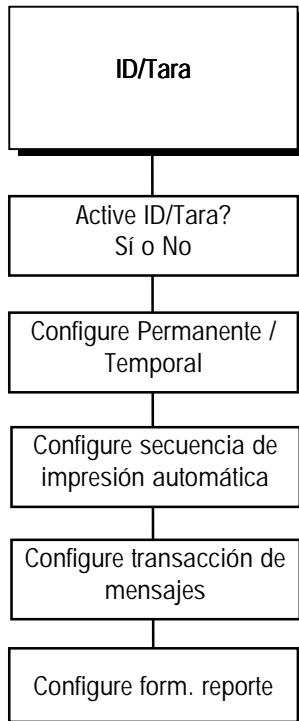 ID/Tara
Active ID/Tara?
Sí o No
Configure Permanente /
Temporal
Configure secuencia de
impresión automática
Configure transacción de
mensajes
Configure form. reporte